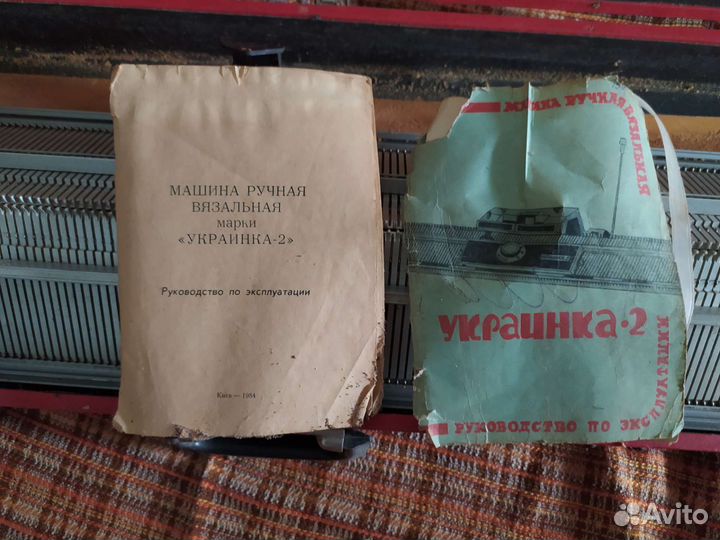 МАШИНА РУЧНАЯ
ВЯЗАЛЬНАЯ
марки
«УКРАИНКА-2»
Руководство по эксплуатации
Київ — 1984
МАШИНА РУЧНАЯ ВЯЗАЛЬНАЯ
УКРАИНКА·2
РУКОВОДСТВО ПО ЭКСПЛУАТАЦИИ
Avito